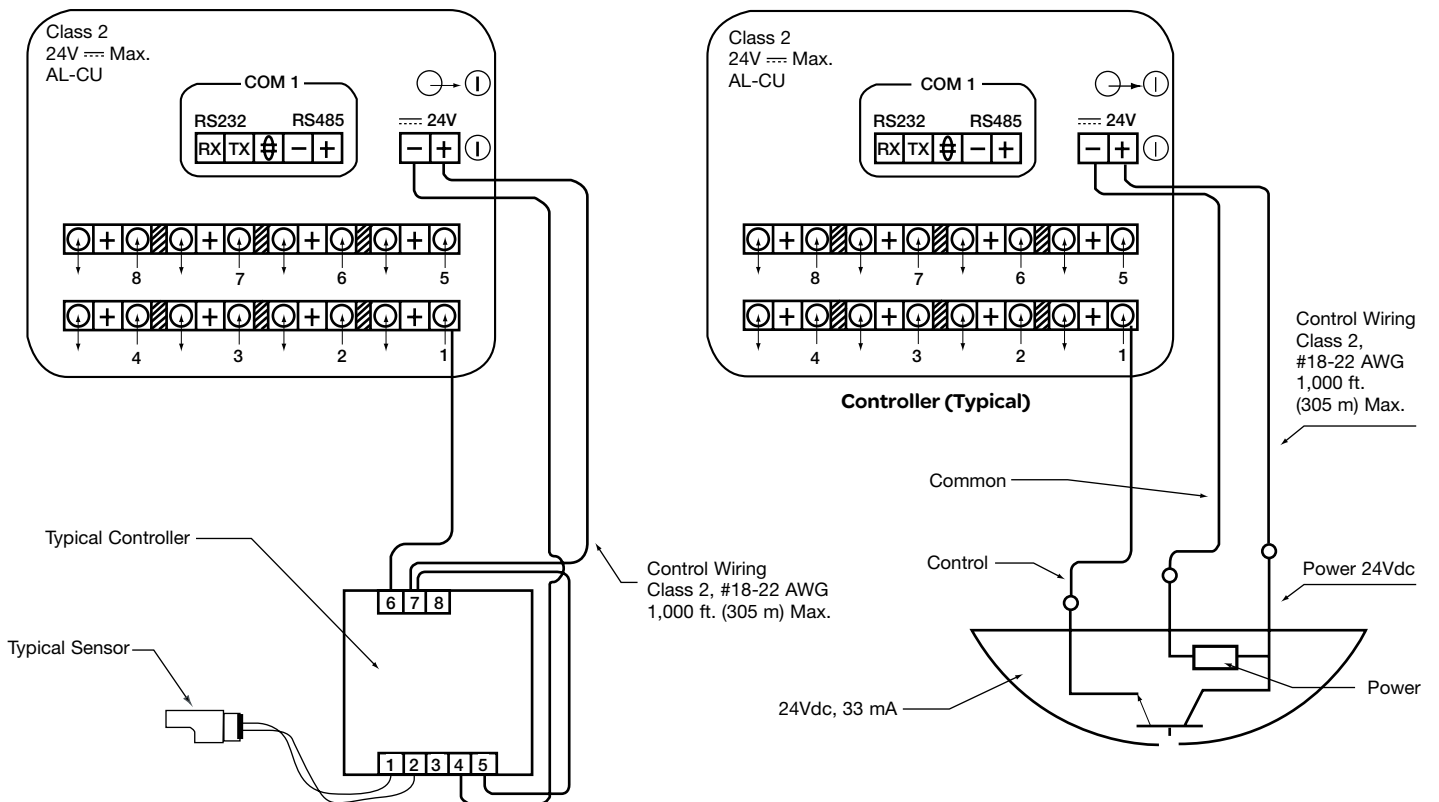 Class 2
24V Max.
AL-CU
COM 1
RS232 RS485
RX TX - +
24V
- +
+ + + +
8 7 6 5
+ + + +
4 3 2 1
Typical Controller
Control Wiring
Class 2, #18-22 AWG
1,000 ft. (305 m) Max.
6 7 8
Typical Sensor
1 2 3 4 5
Class 2
24V Max.
AL-CU
COM 1
RS232 RS485
RX TX - +
24V
- +
+ + + +
8 7 6 5
+ + + +
4 3 2 1
Controller (Typical)
Control Wiring
Class 2,
#18-22 AWG
1,000 ft.
(305 m) Max.
Common
Control
Power 24Vdc
24Vdc, 33 mA
Power